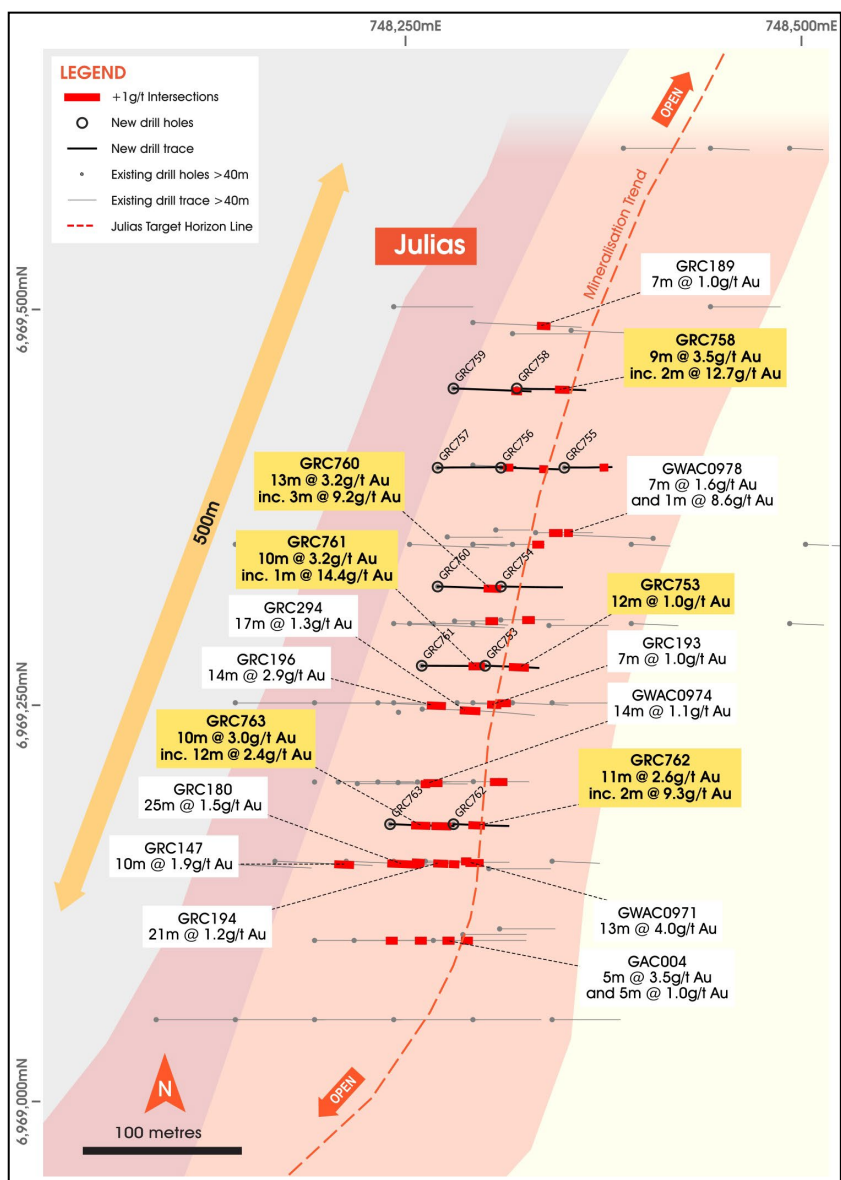 748,250mE
748,500mE
LEGEND
+1g/t Intersections
New drill holes
New drill trace
Existing drill holes >40m
Existing drill trace >40m
Julias Target Horizon Line
OPEN
Mineralisation Trend
Julias
500m
6,969,500mN
6,969,250mN
6,969,000mN
GRC189
7m @ 1.0g/t Au
GRC758
9m @ 3.5g/t Au
inc. 2m @ 12.7g/t Au
GRC759
GRC758
GRC757
GRC756
GRC755
GRC760
13m @ 3.2g/t Au
inc. 3m @ 9.2g/t Au
GWAC0978
7m @ 1.6g/t Au
and 1m @ 8.6g/t Au
GRC761
10m @ 3.2g/t Au
inc. 1m @ 14.4g/t Au
GRC760
GRC754
GRC753
12m @ 1.0g/t Au
GRC294
17m @ 1.3g/t Au
GRC761
GRC753
GRC193
7m @ 1.0g/t Au
GRC196
14m @ 2.9g/t Au
GWAC0974
14m @ 1.1g/t Au
GRC763
10m @ 3.0g/t Au
inc. 12m @ 2.4g/t Au
GRC762
11m @ 2.6g/t Au
inc. 2m @ 9.3g/t Au
GRC763
GRC762
GRC180
25m @ 1.5g/t Au
GRC147
10m @ 1.9g/t Au
GRC194
21m @ 1.2g/t Au
GWAC0971
13m @ 4.0g/t Au
GAC004
5m @ 3.5g/t Au
and 5m @ 1.0g/t Au
OPEN
N
100 metres